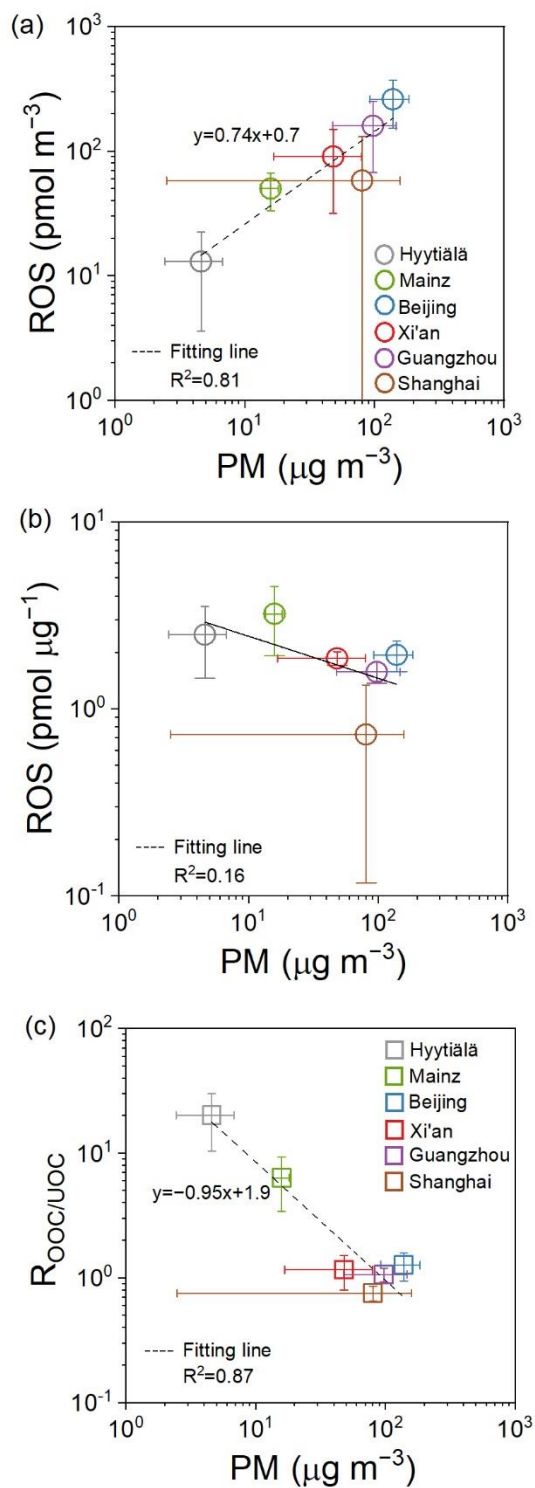 (a)
10³
10²
10¹
10⁰
ROS (pmol m⁻³)
y=0.74x+0.7
Hyytiälä
Mainz
Beijing
Xi'an
Guangzhou
Shanghai
Fitting line
R²=0.81
10⁰ 10¹ 10² 10³
PM (μg m⁻³)
(b)
10¹
10⁰
10⁻¹
ROS (pmol μg⁻¹)
Fitting line
R²=0.16
10⁰ 10¹ 10² 10³
PM (μg m⁻³)
(c)
10²
10¹
10⁰
10⁻¹
R_OOC/UOC
Hyytiälä
Mainz
Beijing
Xi'an
Guangzhou
Shanghai
y=−0.95x+1.9
Fitting line
R²=0.87
10⁰ 10¹ 10² 10³
PM (μg m⁻³)